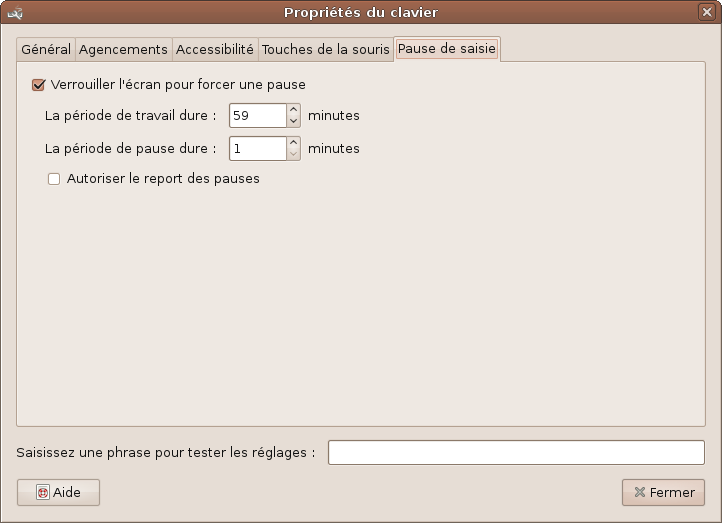 Propriétés du clavier
Général Agencements Accessibilité Touches de la souris Pause de saisie
Verrouiller l'écran pour forcer une pause
La période de travail dure : 59 minutes
La période de pause dure : 1 minutes
Autoriser le report des pauses
Saisissez une phrase pour tester les réglages :
Aide Fermer